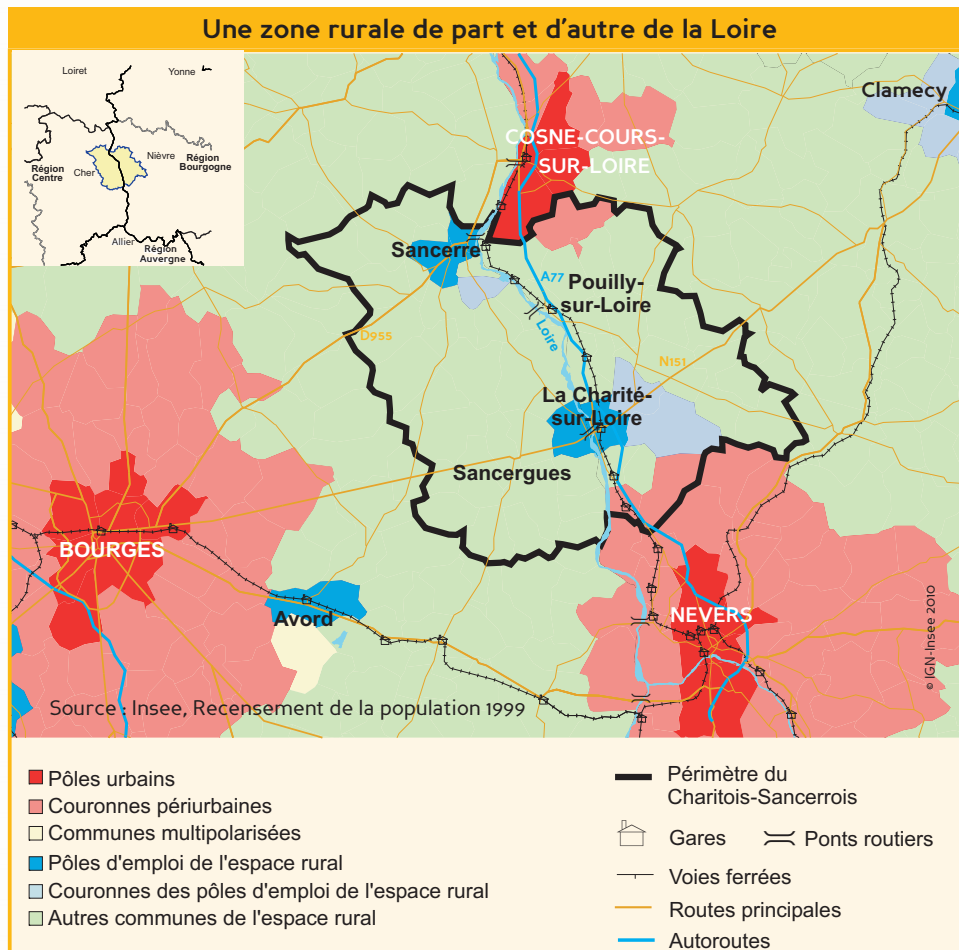 Une zone rurale de part et d'autre de la Loire
Loiret
Yonne
Région
Centre
Cher
Nièvre
Région
Bourgogne
Allier
Région
Auvergne
Clamecy
COSNE-COURS-
SUR-LOIRE
Sancerre
A77
Pouilly-
sur-Loire
Loire
D955
N151
La Charité-
sur-Loire
Sancergues
BOURGES
Avord
NEVERS
© IGN-Insee 2010
Source : Insee, Recensement de la population 1999
Pôles urbains
Couronnes périurbaines
Communes multipolarisées
Pôles d'emploi de l'espace rural
Couronnes des pôles d'emploi de l'espace rural
Autres communes de l'espace rural
Périmètre du
Charitois-Sancerrois
Gares
Ponts routiers
Voies ferrées
Routes principales
Autoroutes